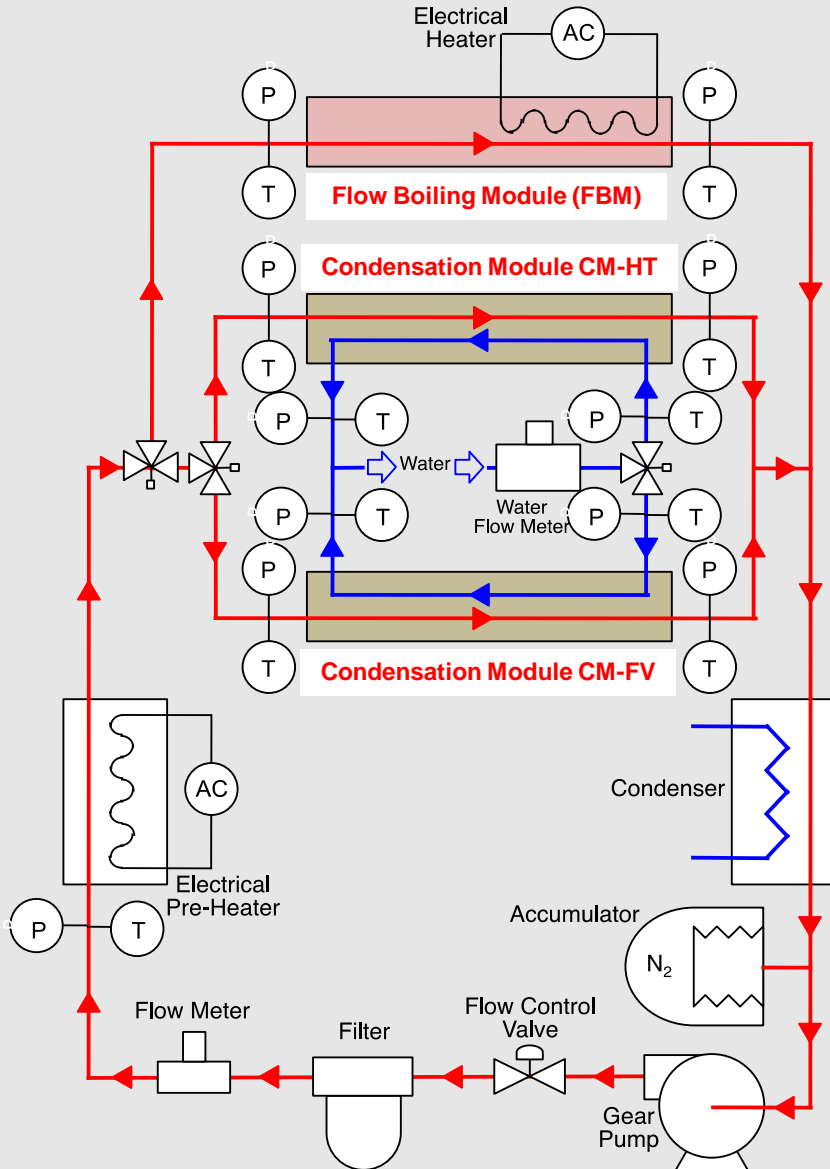 Electrical
Heater
AC
P
P
T
T
Flow Boiling Module (FBM)
P
Condensation Module CM-HT
P
T
T
P
T
P
T
Water
Water
Flow Meter
P
T
P
T
P
P
T
T
Condensation Module CM-FV
AC
Condenser
Electrical
Pre-Heater
P
T
Accumulator
N2
Flow Meter
Filter
Flow Control
Valve
Gear
Pump